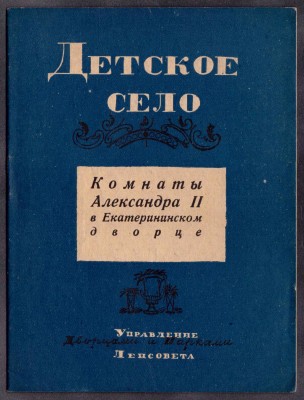 ДЕТСКОЕ
СЕЛО
Комнаты
Александра II
в Екатерининском
дворце
УПРАВЛЕНИЕ
Дворцами и Парками
ЛЕНСОВЕТА